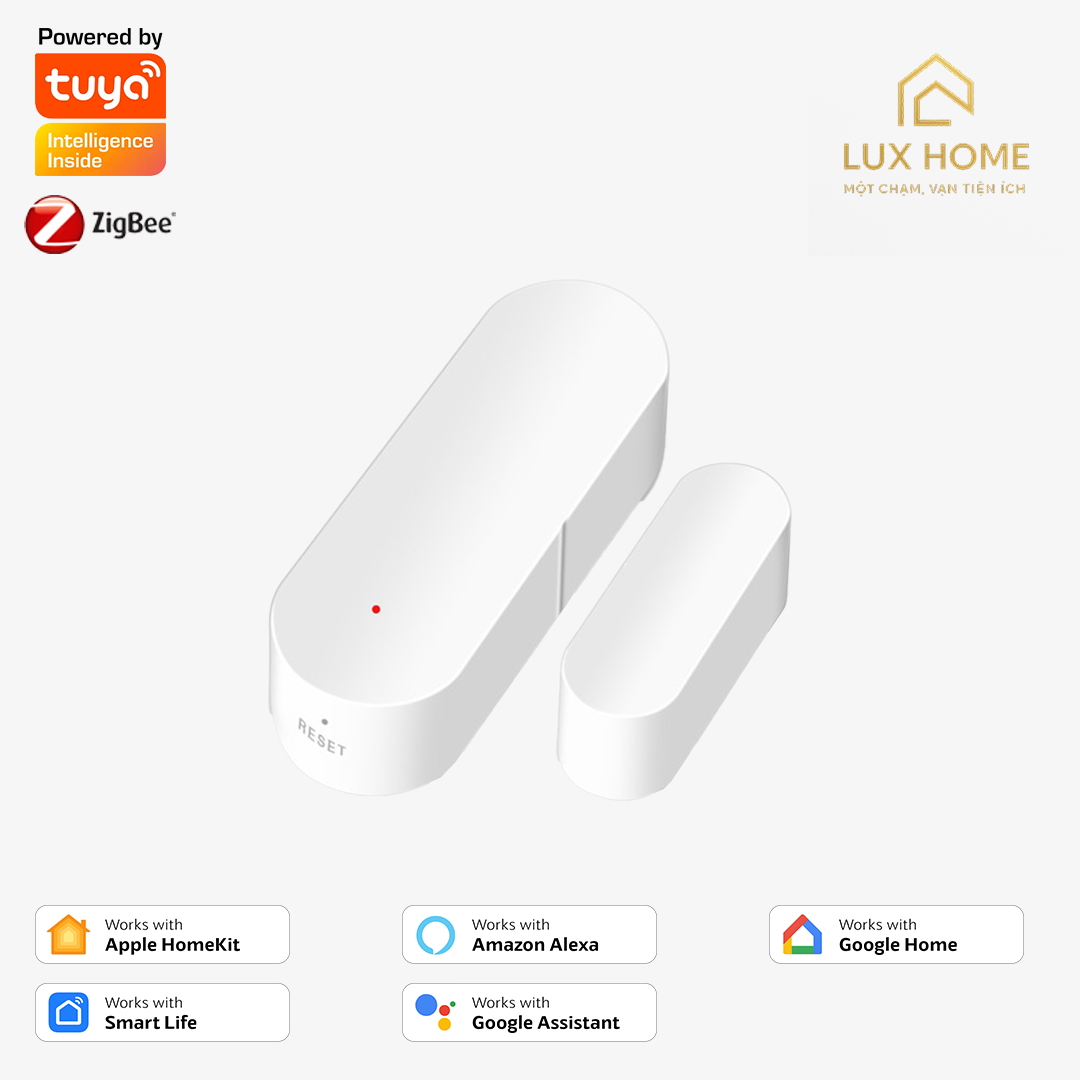 Powered by
tuya
Intelligence
Inside
ZigBee®
LUX HOME
MỘT CHẠM, VẠN TIỆN ÍCH
RESET
Works with
Apple HomeKit
Works with
Amazon Alexa
Works with
Google Home
Works with
Smart Life
Works with
Google Assistant